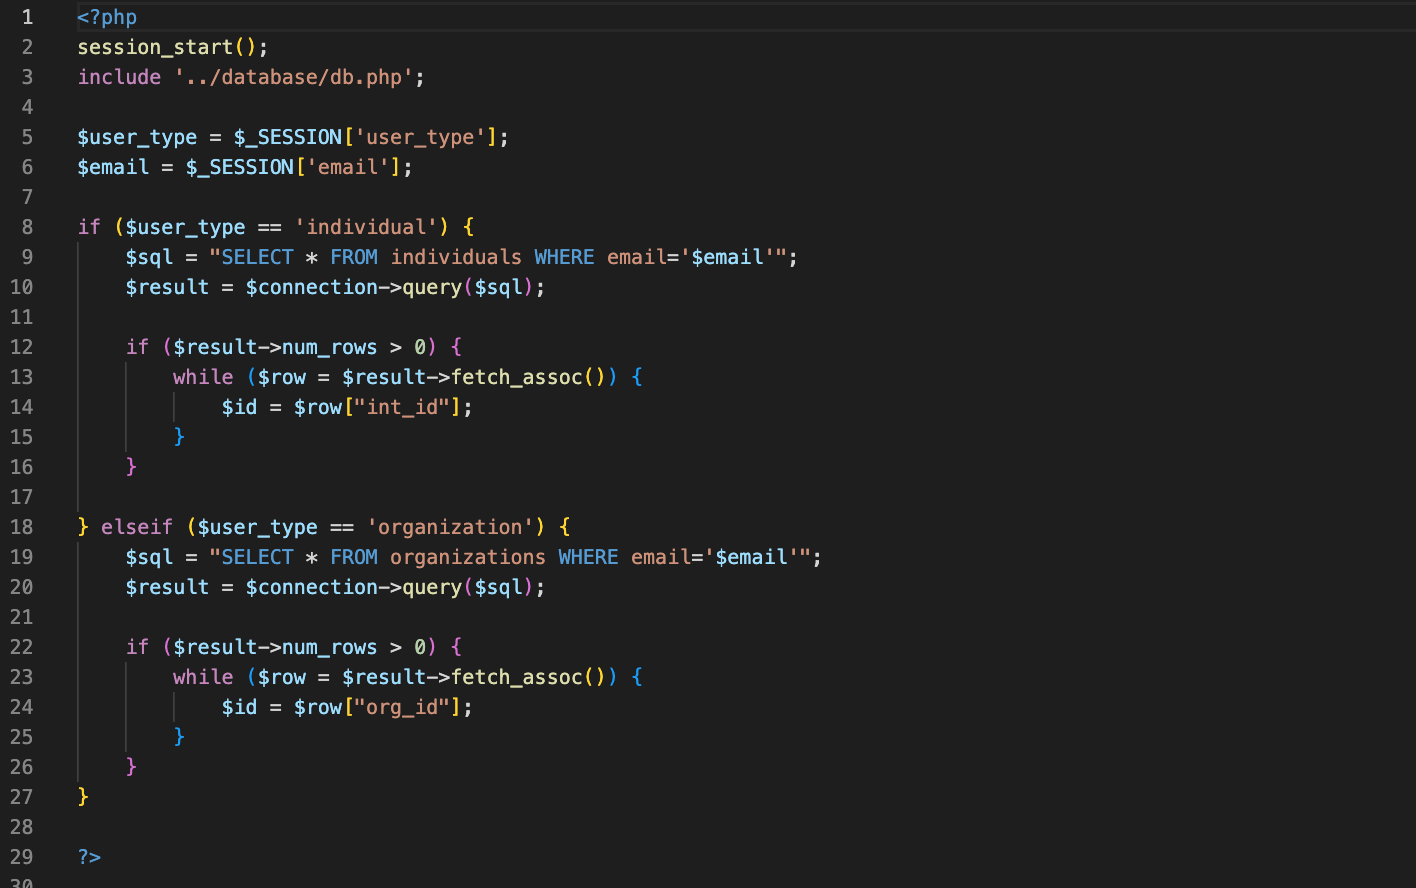 1 <?php
2 session_start();
3 include '../database/db.php';
4
5 $user_type = $_SESSION['user_type'];
6 $email = $_SESSION['email'];
7
8 if ($user_type == 'individual') {
9     $sql = "SELECT * FROM individuals WHERE email='$email'";
10     $result = $connection->query($sql);
11
12     if ($result->num_rows > 0) {
13         while ($row = $result->fetch_assoc()) {
14             $id = $row["int_id"];
15         }
16     }
17
18 } elseif ($user_type == 'organization') {
19     $sql = "SELECT * FROM organizations WHERE email='$email'";
20     $result = $connection->query($sql);
21
22     if ($result->num_rows > 0) {
23         while ($row = $result->fetch_assoc()) {
24             $id = $row["org_id"];
25         }
26     }
27 }
28
29 ?>
30